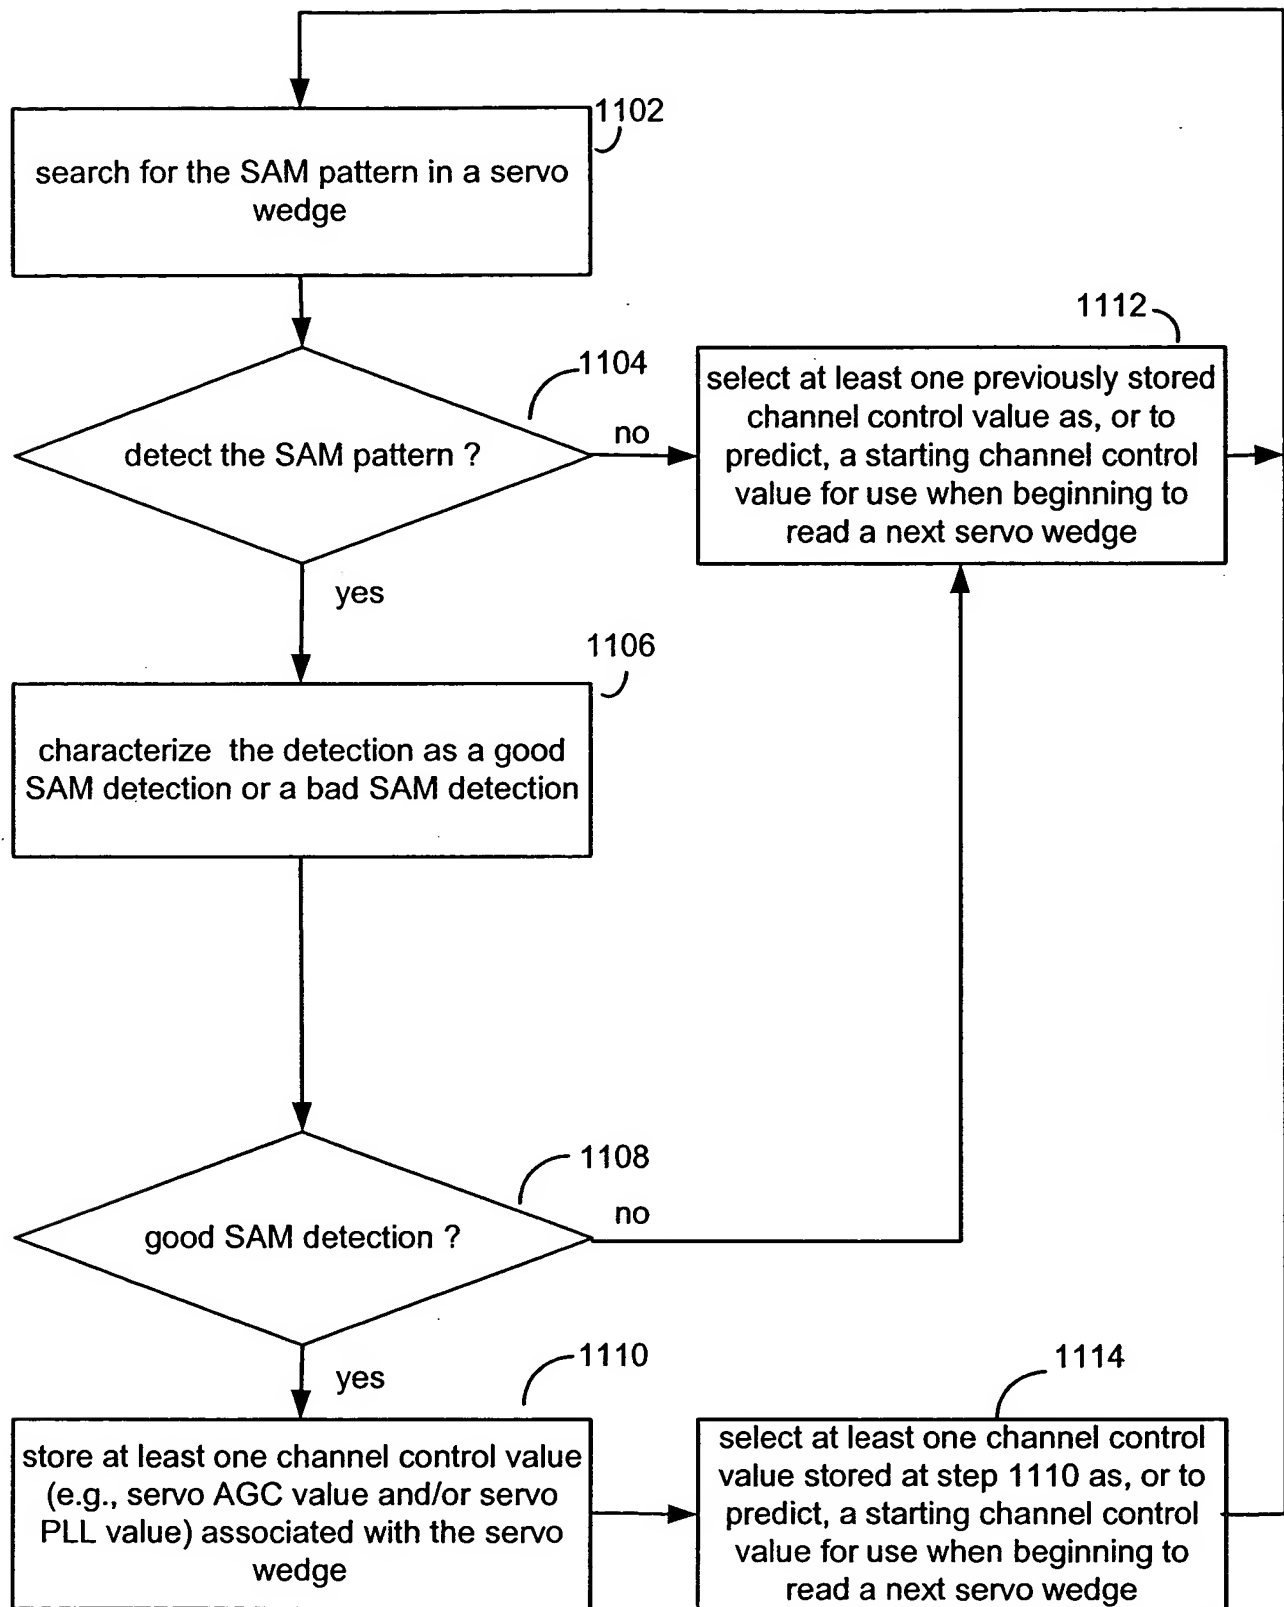 1102
search for the SAM pattern in a servo
wedge
1112
1104
select at least one previously stored
channel control value as, or to
predict, a starting channel control
value for use when beginning to
read a next servo wedge
detect the SAM pattern ?
no
yes
1106
characterize the detection as a good
SAM detection or a bad SAM detection
1108
good SAM detection ?
no
yes
1110
1114
store at least one channel control value
(e.g., servo AGC value and/or servo
PLL value) associated with the servo
wedge
select at least one channel control
value stored at step 1110 as, or to
predict, a starting channel control
value for use when beginning to
read a next servo wedge